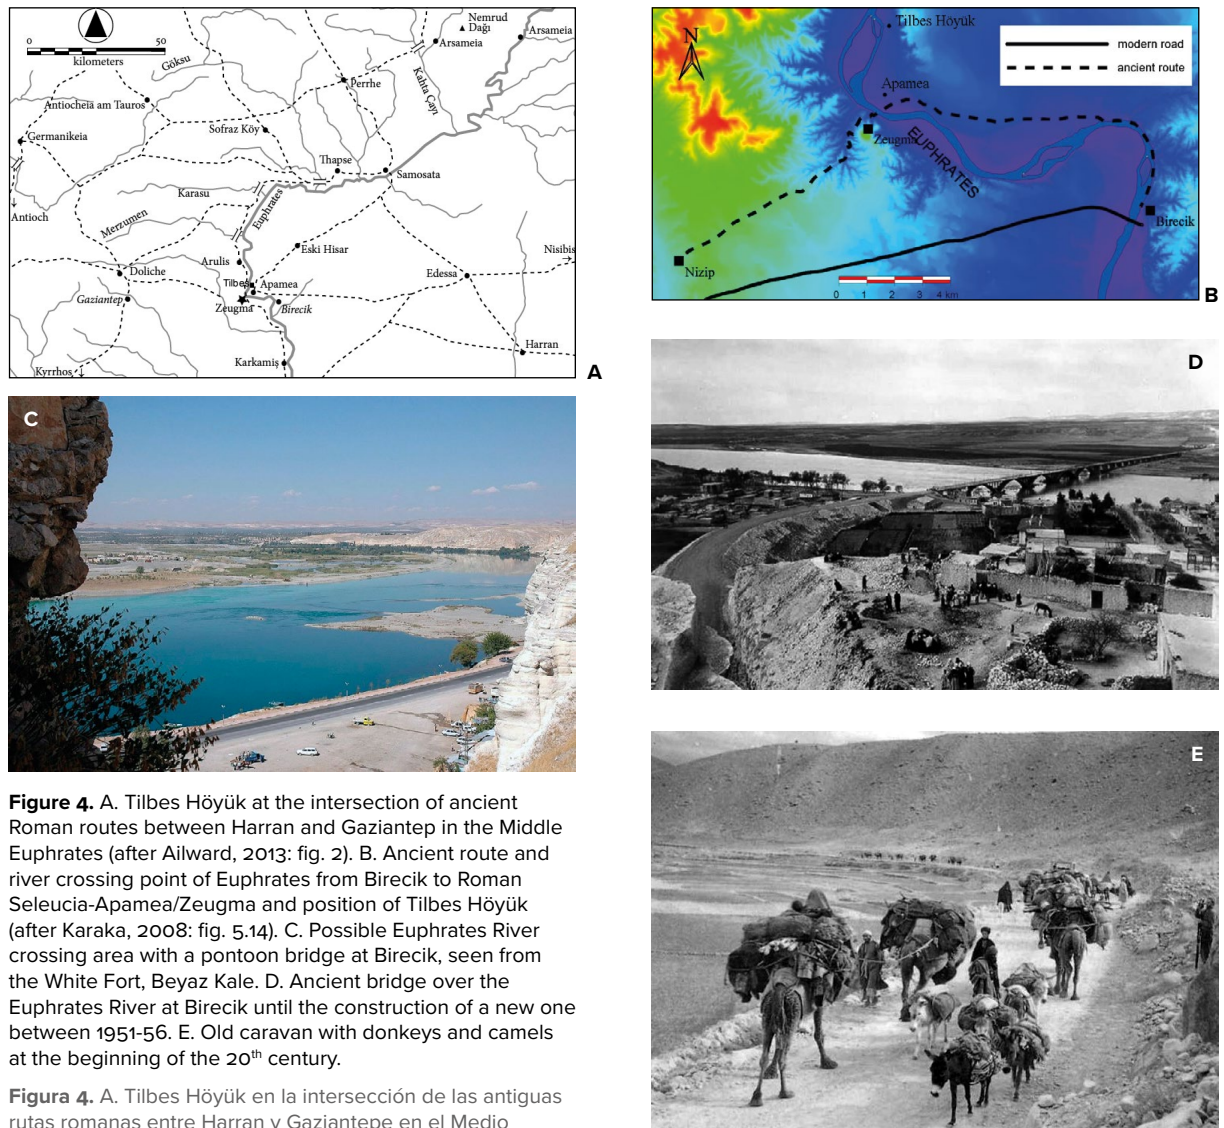 0 50
kilometers
Göksu
Nemrud
Dağı
Arsameia
Arsameia
Kahta Çayı
Perrhe
Antiocheia am Tauros
Germanikeia
Sofraz Köy
Thapse
Samosata
Karasu
Euphrates
Antioch
Merzumen
Eski Hisar
Nisibis
Arulis
Doliche
Tilbeş
Apamea
Edessa
Gaziantep
Zeugma
Birecik
Harran
Karkamiş
Kyrrhos
A
Tilbes Höyük
N
modern road
ancient route
Apamea
Zeugma
EUPHRATES
Birecik
Nizip
0 1 2 3 4 km
B
C
D
E
Figure 4. A. Tilbes Höyük at the intersection of ancient
Roman routes between Harran and Gaziantep in the Middle
Euphrates (after Ailward, 2013: fig. 2). B. Ancient route and
river crossing point of Euphrates from Birecik to Roman
Seleucia-Apamea/Zeugma and position of Tilbes Höyük
(after Karaka, 2008: fig. 5.14). C. Possible Euphrates River
crossing area with a pontoon bridge at Birecik, seen from
the White Fort, Beyaz Kale. D. Ancient bridge over the
Euphrates River at Birecik until the construction of a new one
between 1951-56. E. Old caravan with donkeys and camels
at the beginning of the 20th century.
Figura 4. A. Tilbes Höyük en la intersección de las antiguas
rutas romanas entre Harran y Gaziantepe en el Medio